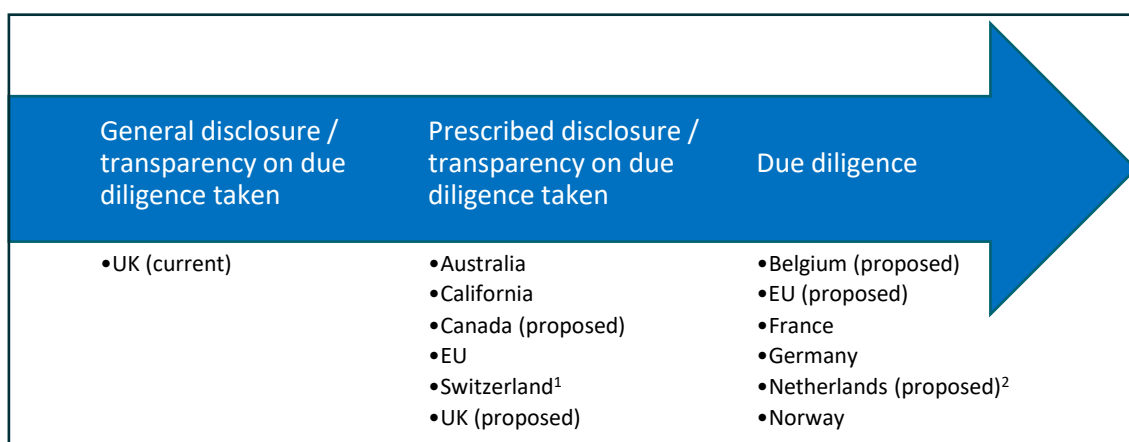 General disclosure /
transparency on due
diligence taken
•UK (current)
Prescribed disclosure /
transparency on due
diligence taken
•Australia
•California
•Canada (proposed)
•EU
•Switzerland¹
•UK (proposed)
Due diligence
•Belgium (proposed)
•EU (proposed)
•France
•Germany
•Netherlands (proposed)²
•Norway